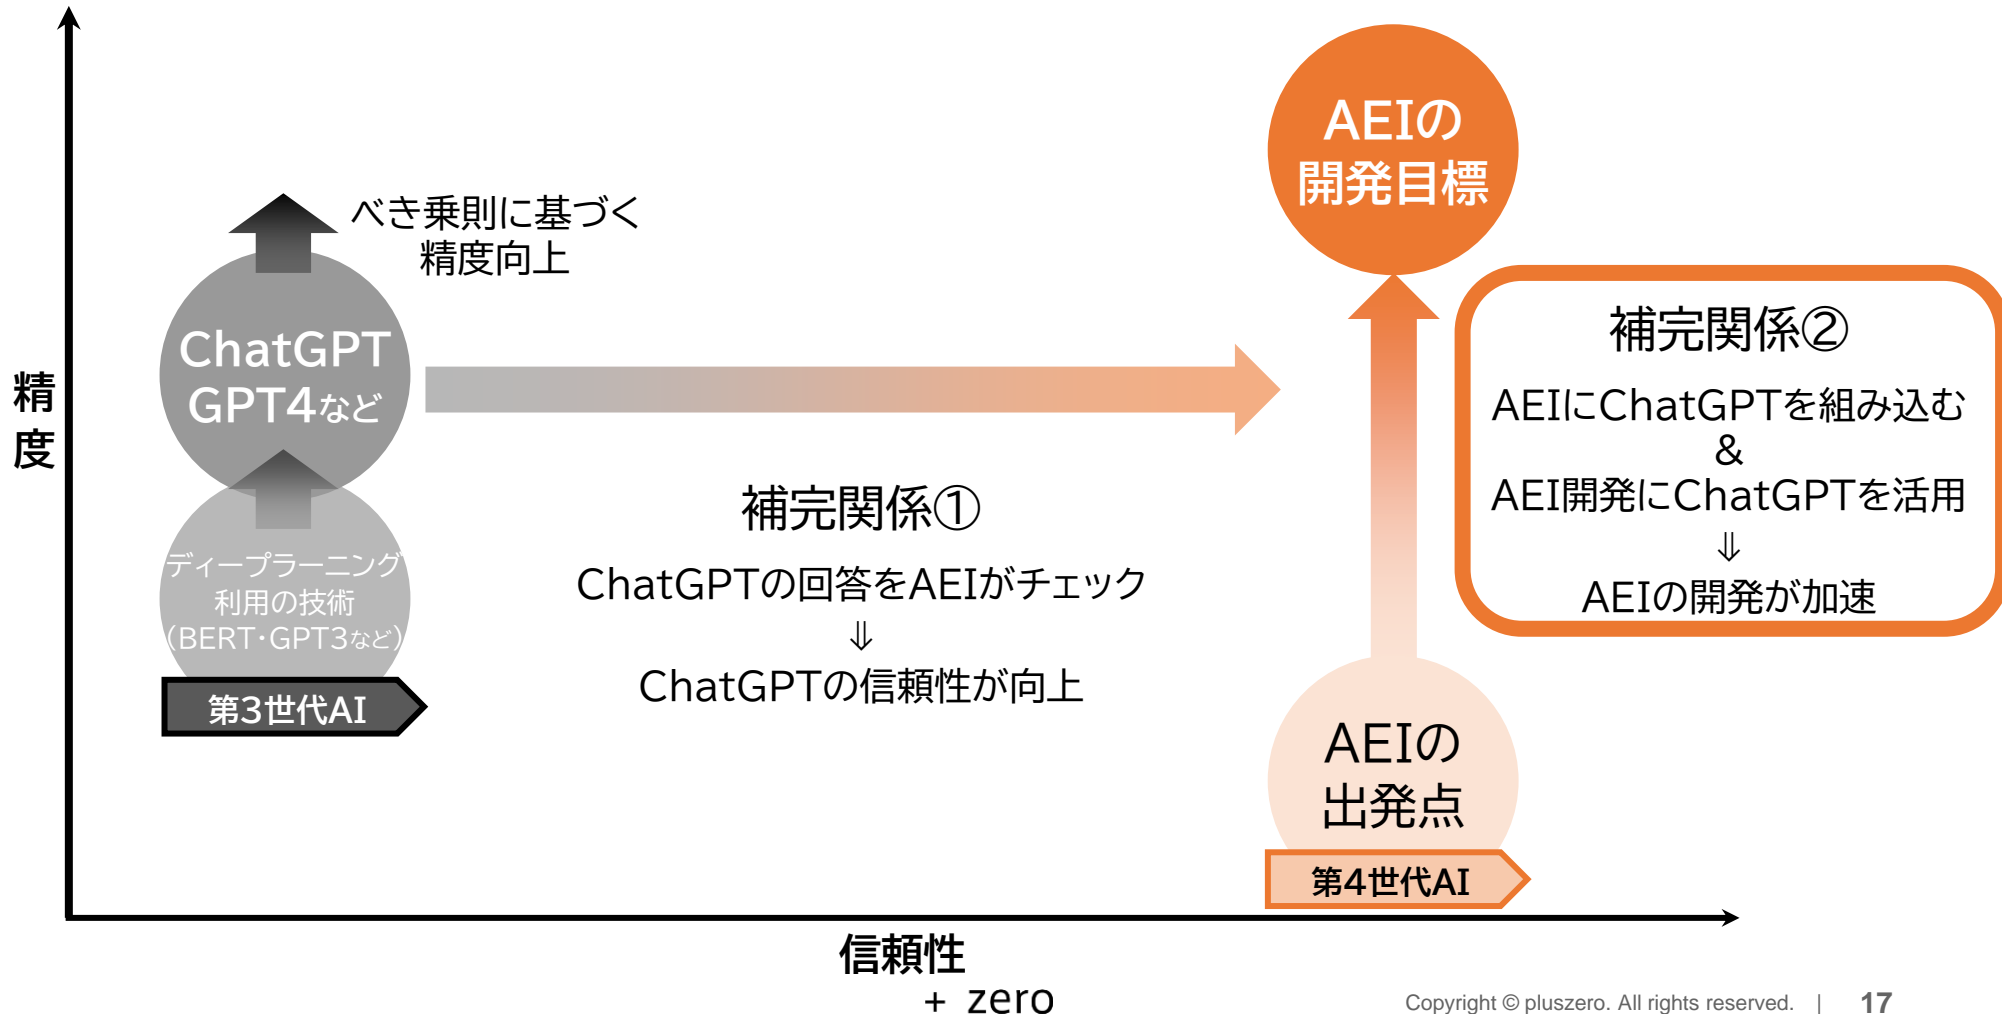 精度
べき乗則に基づく
精度向上
ChatGPT
GPT4など
ディープラーニング
利用の技術
(BERT・GPT3など)
第3世代AI
補完関係①
ChatGPTの回答をAEIがチェック
⇓
ChatGPTの信頼性が向上
AEIの
開発目標
補完関係②
AEIにChatGPTを組み込む
&
AEI開発にChatGPTを活用
⇓
AEIの開発が加速
AEIの
出発点
第4世代AI
信頼性
+ zero
Copyright © pluszero. All rights reserved. | 17